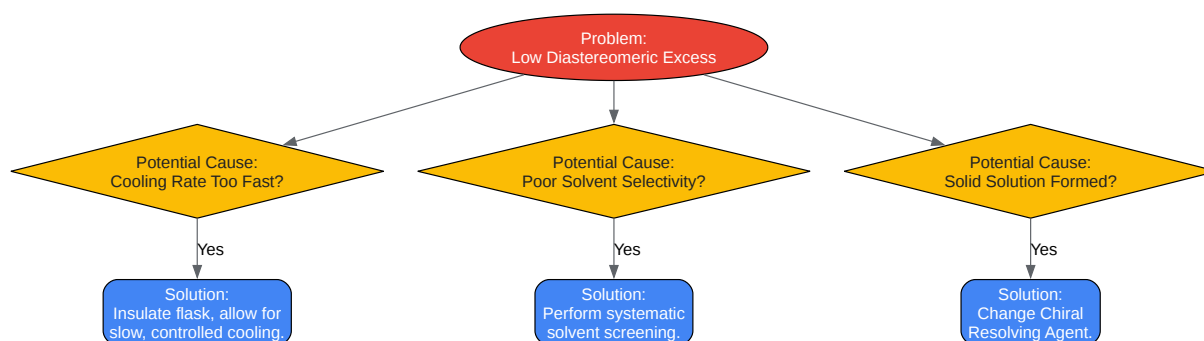 Problem:
Low Diastereomeric Excess
Potential Cause:
Cooling Rate Too Fast?
Potential Cause:
Poor Solvent Selectivity?
Potential Cause:
Solid Solution Formed?
Yes
Yes
Yes
Solution:
Insulate flask, allow for
slow, controlled cooling.
Solution:
Perform systematic
solvent screening.
Solution:
Change Chiral
Resolving Agent.